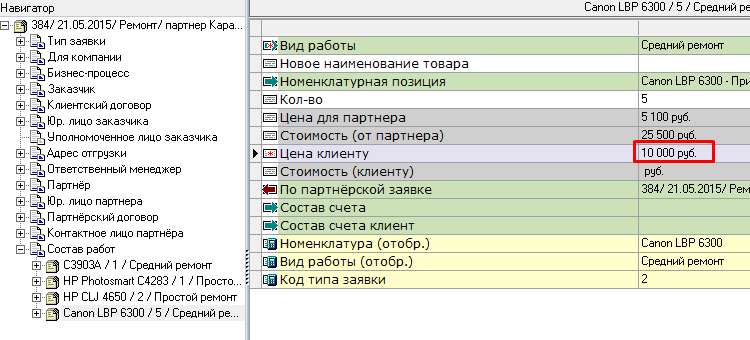 Навигатор
384/ 21.05.2015/ Ремонт/ партнер Кара...
Тип заявки
Для компании
Бизнес-процесс
Заказчик
Клиентский договор
Юр. лицо заказчика
Уполномоченное лицо заказчика
Адрес отгрузки
Ответственный менеджер
Партнёр
Юр. лицо партнера
Партнёрский договор
Контактное лицо партнёра
Состав работ
C3903A / 1 / Средний ремонт
HP Photosmart C4283 / 1 / Просто...
HP CLJ 4650 / 2 / Простой ремонт
Canon LBP 6300 / 5 / Средний ре...
Canon LBP 6300 / 5 / Средний рем
Вид работы Средний ремонт
Новое наименование товара
Номенклатурная позиция Canon LBP 6300 - При
Кол-во 5
Цена для партнера 5 100 руб.
Стоимость (от партнера) 25 500 руб.
Цена клиенту 10 000 руб.
Стоимость (клиенту) руб.
По партнёрской заявке 384/ 21.05.2015/ Рем
Состав счета
Состав счета клиент
Номенклатура (отобр.) Canon LBP 6300
Вид работы (отобр.) Средний ремонт
Код типа заявки 2